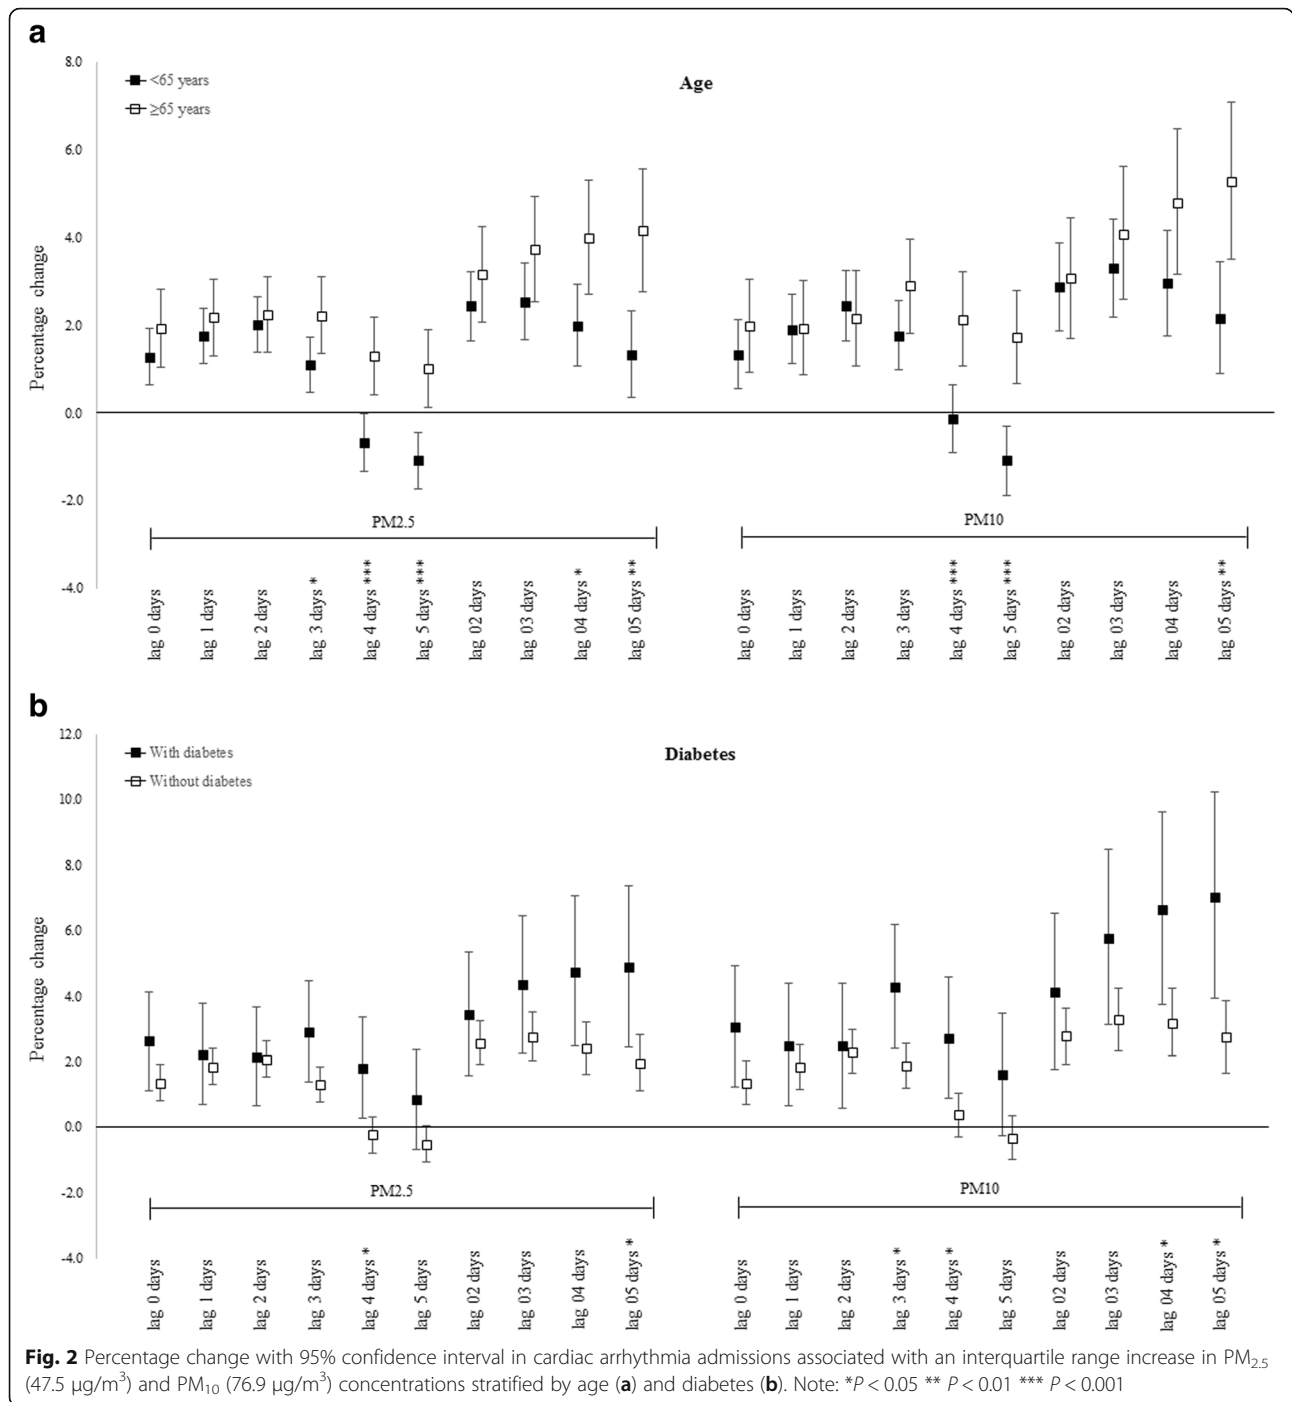 a
8.0
6.0
4.0
2.0
0.0
-2.0
-4.0
Percentage change
<65 years
≥65 years
Age
PM2.5
PM10
lag 0 days
lag 1 days
lag 2 days
lag 3 days *
lag 4 days ***
lag 5 days ***
lag 02 days
lag 03 days
lag 04 days *
lag 05 days **
lag 0 days
lag 1 days
lag 2 days
lag 3 days
lag 4 days ***
lag 5 days ***
lag 02 days
lag 03 days
lag 04 days
lag 05 days **
b
12.0
10.0
8.0
6.0
4.0
2.0
0.0
-2.0
-4.0
Percentage change
With diabetes
Without diabetes
Diabetes
PM2.5
PM10
lag 0 days
lag 1 days
lag 2 days
lag 3 days
lag 4 days *
lag 5 days
lag 02 days
lag 03 days
lag 04 days
lag 05 days *
lag 0 days
lag 1 days
lag 2 days
lag 3 days *
lag 4 days *
lag 5 days
lag 02 days
lag 03 days
lag 04 days *
lag 05 days *
Fig. 2 Percentage change with 95% confidence interval in cardiac arrhythmia admissions associated with an interquartile range increase in PM2.5
(47.5 μg/m³) and PM10 (76.9 μg/m³) concentrations stratified by age (a) and diabetes (b). Note: *P < 0.05 ** P < 0.01 *** P < 0.001